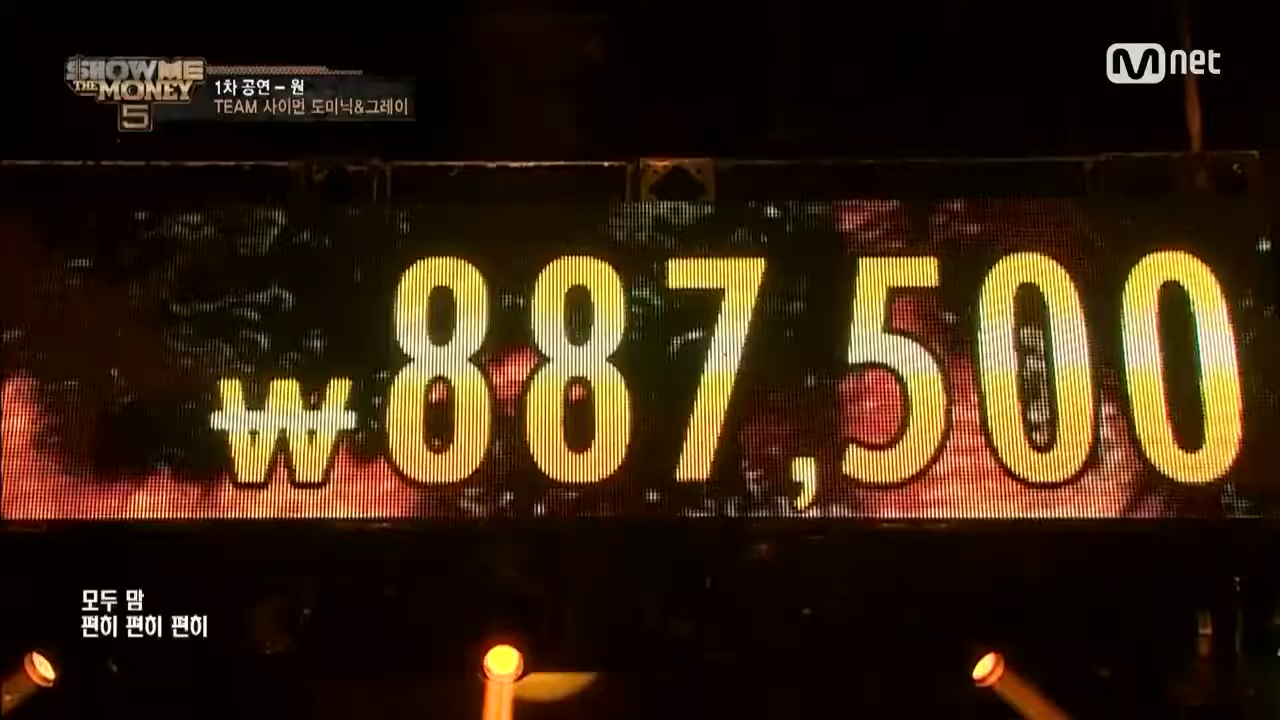 SHOW ME
THE MONEY
5
1차 공연 – 원
TEAM 사이먼 도미닉&그레이
Mnet
₩887,500
모두 맘
편히 편히 편히